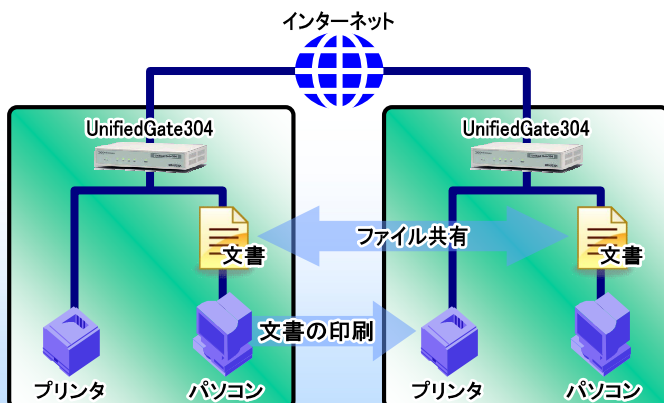 インターネット
UnifiedGate304
UnifiedGate304
文書
ファイル共有
文書
文書の印刷
プリンタ
パソコン
プリンタ
パソコン